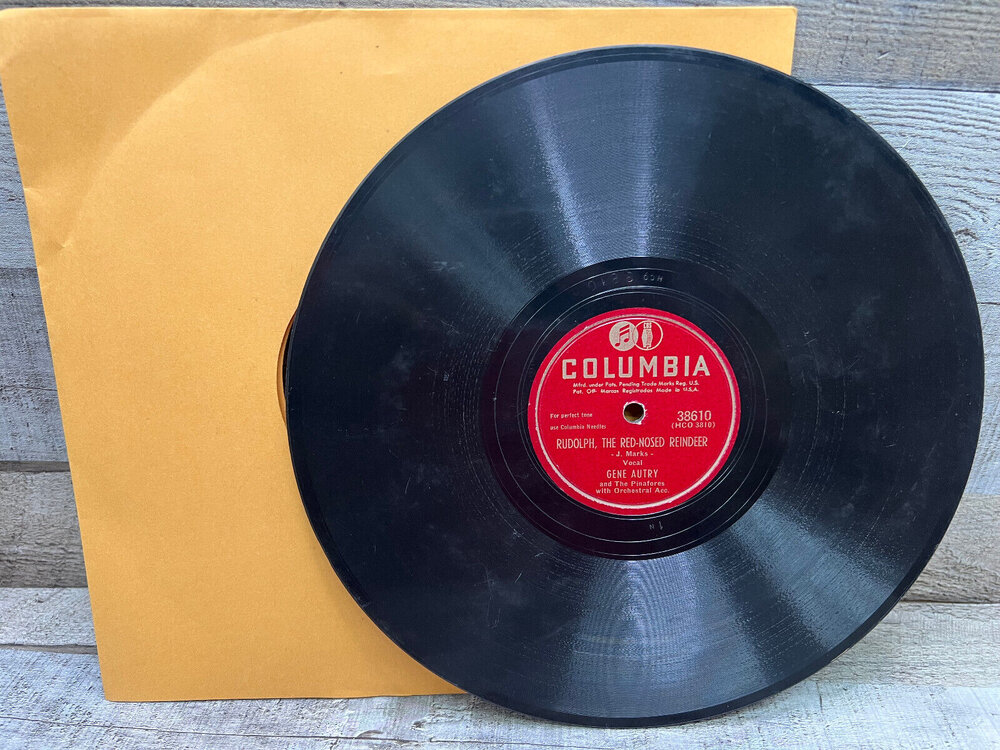 COLUMBIA
Mfrd. under Pats. Pending Trade Marks Reg. U.S.
Pat. Off. Marcas Registradas Made in U.S.A.
For perfect tone
use Columbia Needles
38610
(HCO 3810)
RUDOLPH, THE RED-NOSED REINDEER
- J. Marks -
Vocal
GENE AUTRY
and The Pinafores
with Orchestral Acc.
1N